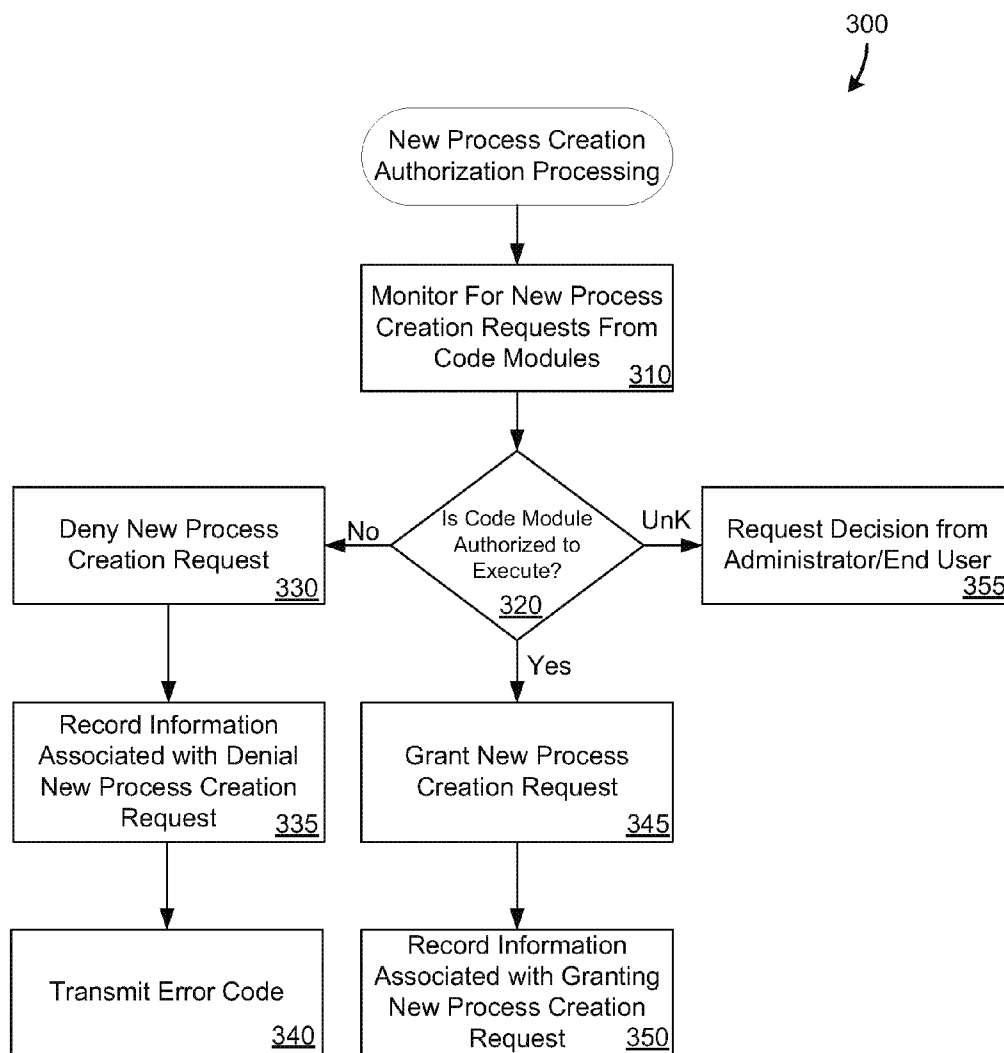 300
New Process Creation
Authorization Processing
Monitor For New Process
Creation Requests From
Code Modules
310
Is Code Module
Authorized to
Execute?
320
No
UnK
Yes
Deny New Process
Creation Request
330
Request Decision from
Administrator/End User
355
Record Information
Associated with Denial
New Process Creation
Request
335
Grant New Process
Creation Request
345
Transmit Error Code
340
Record Information
Associated with Granting
New Process Creation
Request
350